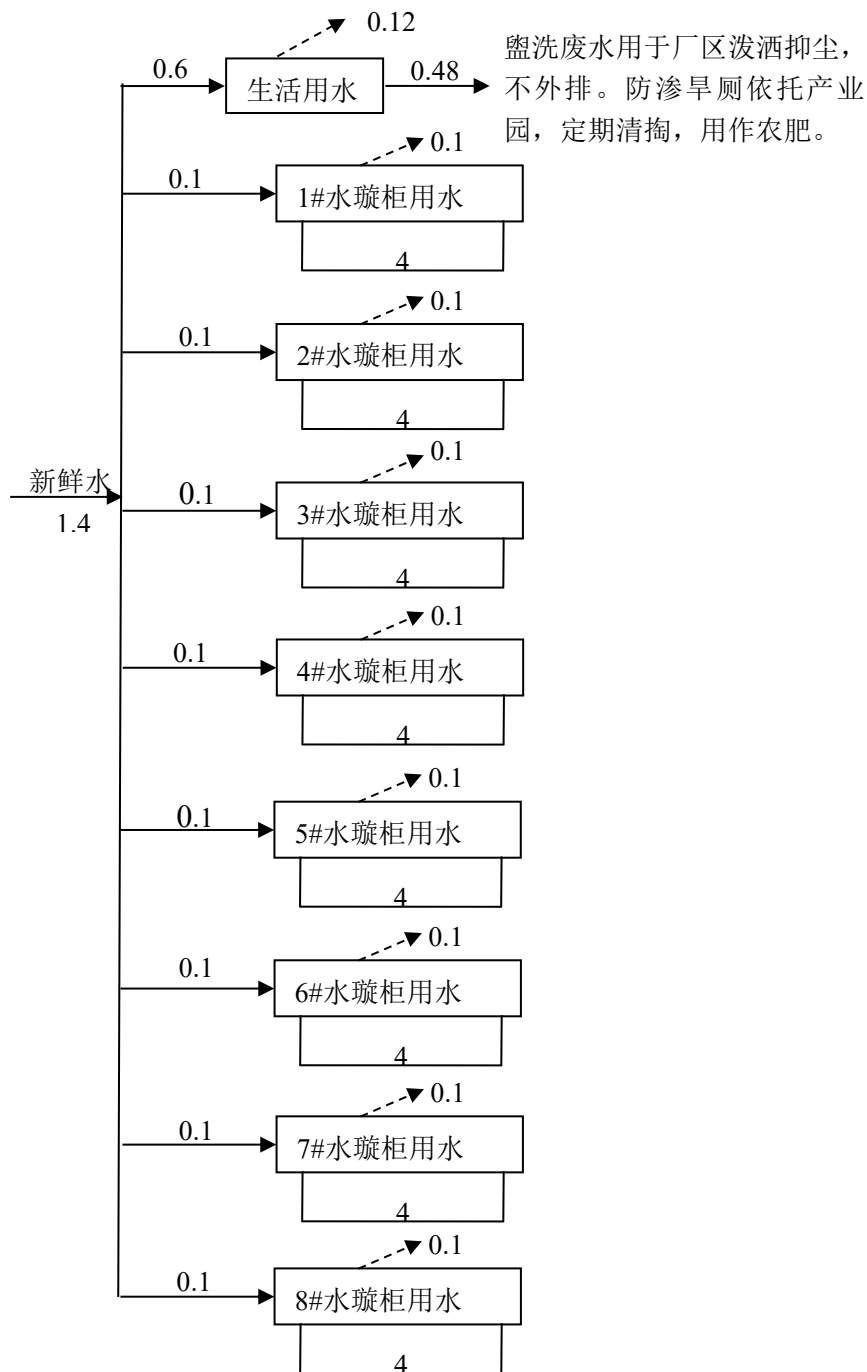 0.12
0.6
生活用水
0.48
盥洗废水用于厂区泼洒抑尘，
不外排。防渗旱厕依托产业
园，定期清掏，用作农肥。
0.1
0.1
1#水璇柜用水
4
0.1
0.1
2#水璇柜用水
4
新鲜水
1.4
0.1
0.1
3#水璇柜用水
4
0.1
0.1
4#水璇柜用水
4
0.1
0.1
5#水璇柜用水
4
0.1
0.1
6#水璇柜用水
4
0.1
0.1
7#水璇柜用水
4
0.1
0.1
8#水璇柜用水
4